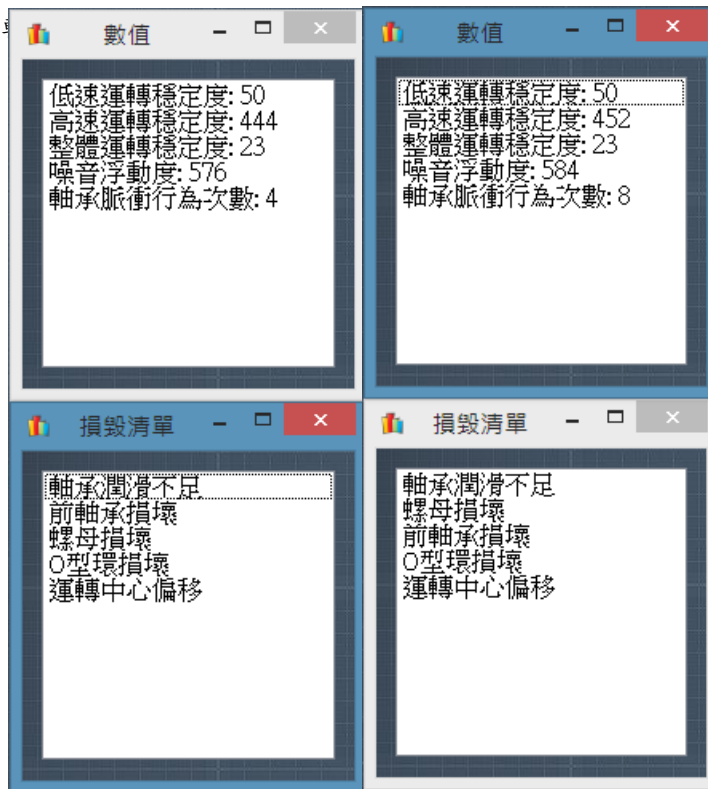 數值
低速運轉穩定度: 50
高速運轉穩定度: 444
整體運轉穩定度: 23
噪音浮動度: 576
軸承脈衝行為次數: 4
數值
低速運轉穩定度: 50
高速運轉穩定度: 452
整體運轉穩定度: 23
噪音浮動度: 584
軸承脈衝行為次數: 8
損毀清單
軸承潤滑不足
前軸承損壞
螺母損壞
O型環損壞
運轉中心偏移
損毀清單
軸承潤滑不足
螺母損壞
前軸承損壞
O型環損壞
運轉中心偏移